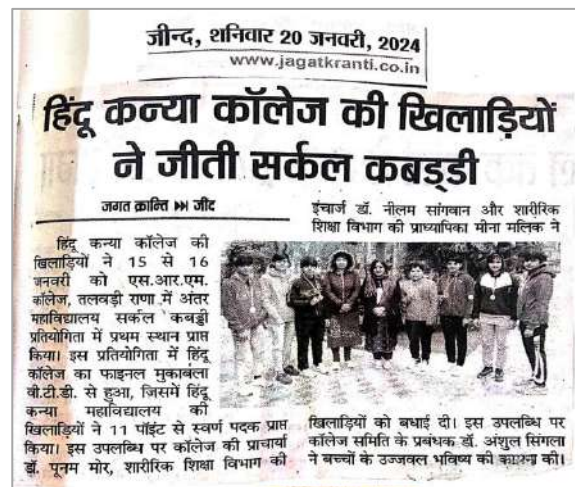 जीन्द, शनिवार 20 जनवरी, 2024
www.jagatkranti.co.in
हिंदू कन्या कॉलेज की खिलाड़ियों
ने जीती सर्कल कबड्डी
जगत क्रान्ति ▶▶ जींद
हिंदू कन्या कॉलेज की
खिलाड़ियों ने 15 से 16
जनवरी को एस.आर.एम.
कॉलेज, तलवड़ी राणा में अंतर
महाविद्यालय सर्कल कबड्डी
प्रतियोगिता में प्रथम स्थान प्राप्त
किया। इस प्रतियोगिता में हिंदू
कॉलेज का फाइनल मुकाबला
वी.टी.डी. से हुआ, जिसमें हिंदू
कन्या महाविद्यालय की
खिलाड़ियों ने 11 पॉइंट से स्वर्ण पदक प्राप्त
किया। इस उपलब्धि पर कॉलेज की प्राचार्या
डॉ. पूनम मोर, शारीरिक शिक्षा विभाग की
इंचार्ज डॉ. नीलम सांगवान और शारीरिक
शिक्षा विभाग की प्राध्यापिका मीना मलिक ने
खिलाड़ियों को बधाई दी। इस उपलब्धि पर
कॉलेज समिति के प्रबंधक डॉ. अंशुल सिंगला
ने बच्चों के उज्जवल भविष्य की कामना की।